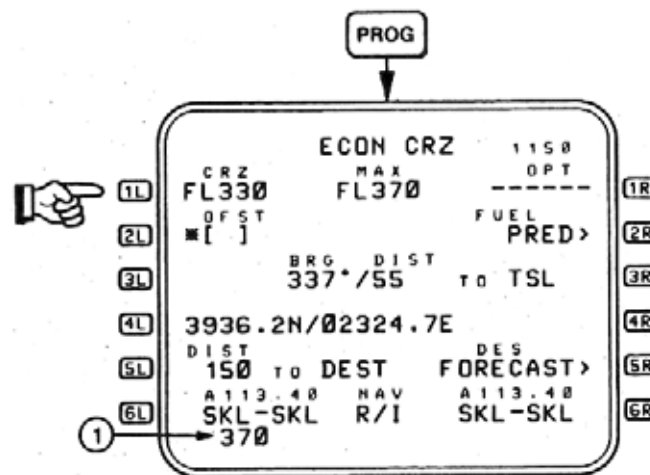 PROG
ECON CRZ 1150
CRZ MAX OPT
1L FL330 FL370 ------ 1R
OFST FUEL
2L *[ ] PRED> 2R
BRG DIST
3L 337°/55 TO TSL 3R
4L 3936.2N/02324.7E 4R
DIST DES
5L 150 TO DEST FORECAST> 5R
A113.40 NAV A113.40
6L SKL-SKL R/I SKL-SKL 6R
1 370